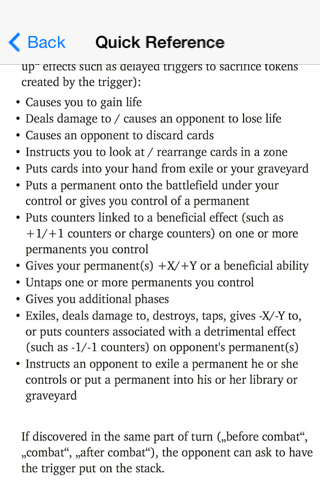 Back
Quick Reference
up" effects such as delayed triggers to sacrifice tokens
created by the trigger):
• Causes you to gain life
• Deals damage to / causes an opponent to lose life
• Causes an opponent to discard cards
• Instructs you to look at / rearrange cards in a zone
• Puts cards into your hand from exile or your graveyard
• Puts a permanent onto the battlefield under your
control or gives you control of a permanent
• Puts counters linked to a beneficial effect (such as
+1/+1 counters or charge counters) on one or more
permanents you control
• Gives your permanent(s) +X/+Y or a beneficial ability
• Untaps one or more permanents you control
• Gives you additional phases
• Exiles, deals damage to, destroys, taps, gives -X/-Y to,
or puts counters associated with a detrimental effect
(such as -1/-1 counters) on opponent's permanent(s)
• Instructs an opponent to exile a permanent he or she
controls or put a permanent into his or her library or
graveyard
If discovered in the same part of turn („before combat“,
„combat“, „after combat“), the opponent can ask to have
the trigger put on the stack.